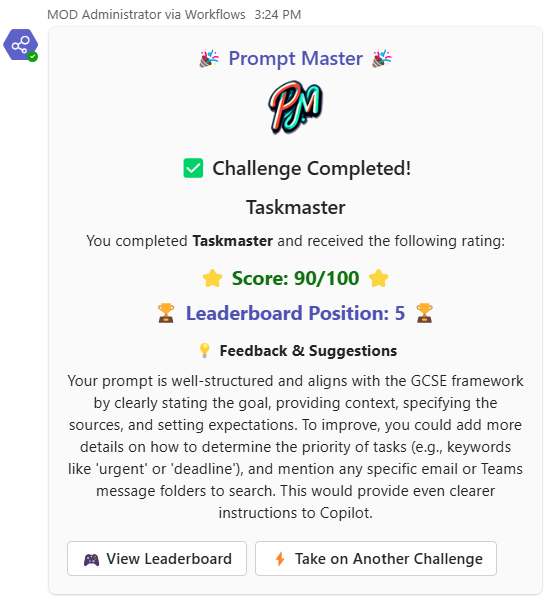 MOD Administrator via Workflows 3:24 PM
🎉 Prompt Master 🎉
PM
✅ Challenge Completed!
Taskmaster
You completed Taskmaster and received the following rating:
⭐ Score: 90/100 ⭐
🏆 Leaderboard Position: 5 🏆
💡 Feedback & Suggestions
Your prompt is well-structured and aligns with the GCSE framework
by clearly stating the goal, providing context, specifying the
sources, and setting expectations. To improve, you could add more
details on how to determine the priority of tasks (e.g., keywords
like 'urgent' or 'deadline'), and mention any specific email or Teams
message folders to search. This would provide even clearer
instructions to Copilot.
🎮 View Leaderboard
⚡ Take on Another Challenge